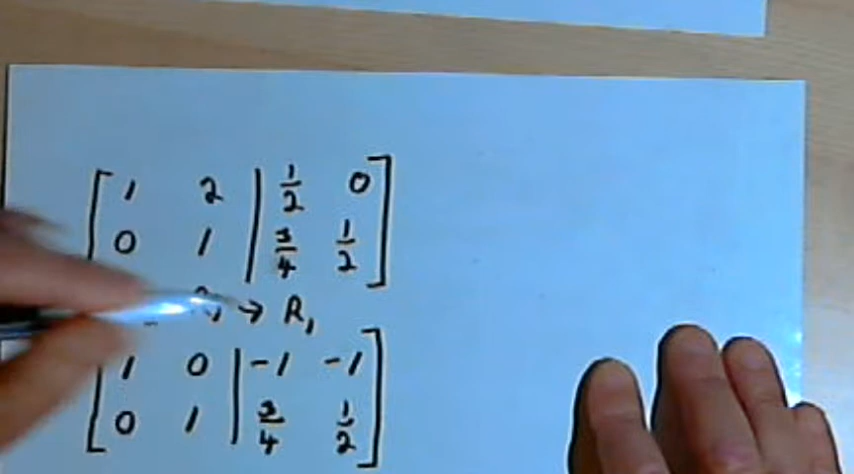 1 2 | 1/2 0
0 1 | 3/4 1/2
→ R₁
1 0 | -1 -1
0 1 | 3/4 1/2